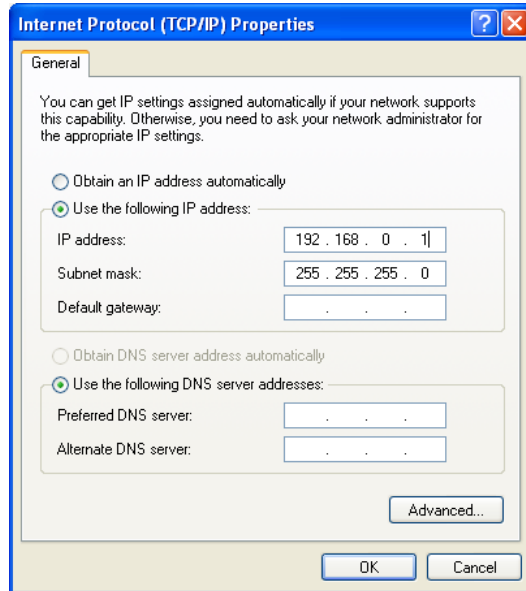 Internet Protocol (TCP/IP) Properties
General
You can get IP settings assigned automatically if your network supports
this capability. Otherwise, you need to ask your network administrator for
the appropriate IP settings.
Obtain an IP address automatically
Use the following IP address:
IP address: 192 . 168 . 0 . 1
Subnet mask: 255 . 255 . 255 . 0
Default gateway: . . .
Obtain DNS server address automatically
Use the following DNS server addresses:
Preferred DNS server: . . .
Alternate DNS server: . . .
Advanced...
OK Cancel